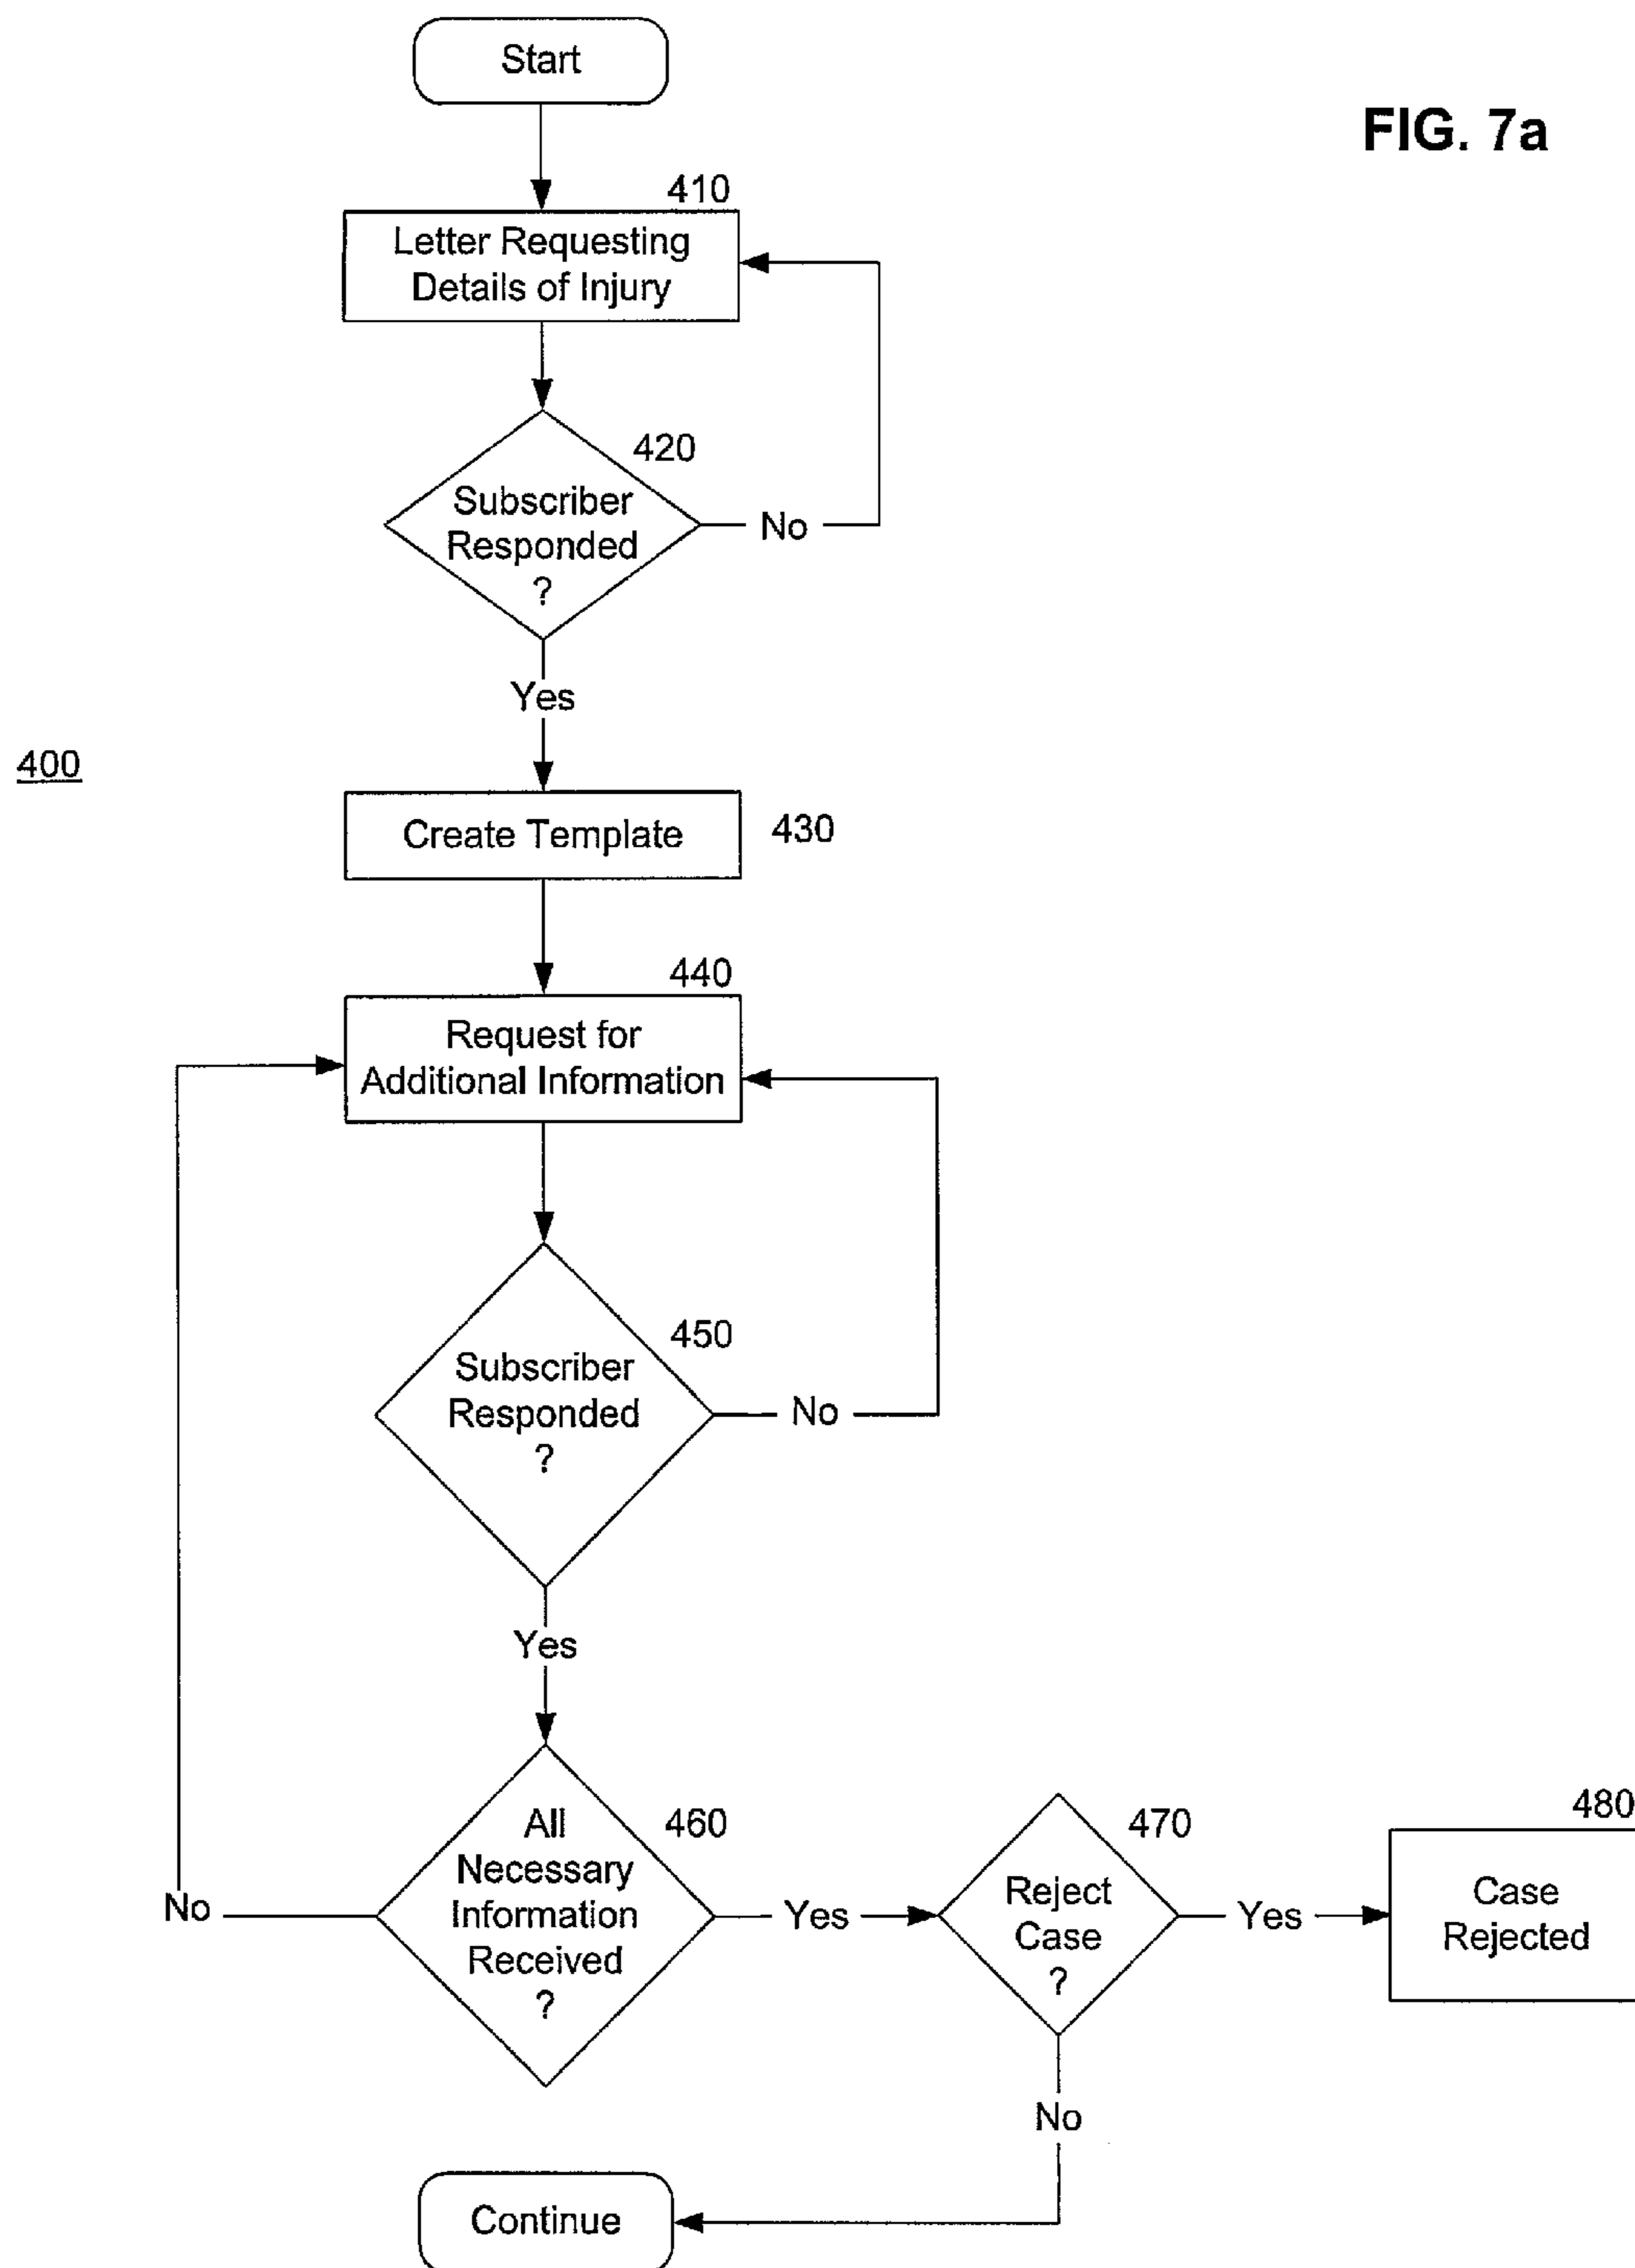 Start
FIG. 7a
410
Letter Requesting
Details of Injury
420
Subscriber
Responded
?
No
Yes
400
Create Template
430
440
Request for
Additional Information
450
Subscriber
Responded
?
No
Yes
All
Necessary
Information
Received
?
460
No
Yes
470
Reject
Case
?
Yes
480
Case
Rejected
No
Continue